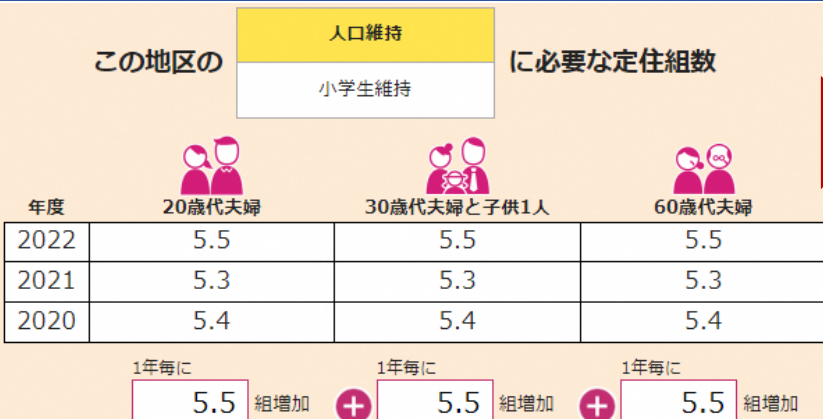 この地区の
人口維持
小学生維持
に必要な定住組数
年度 20歳代夫婦 30歳代夫婦と子供1人 60歳代夫婦
2022 5.5 5.5 5.5
2021 5.3 5.3 5.3
2020 5.4 5.4 5.4
1年毎に 1年毎に 1年毎に
5.5 組増加 + 5.5 組増加 + 5.5 組増加